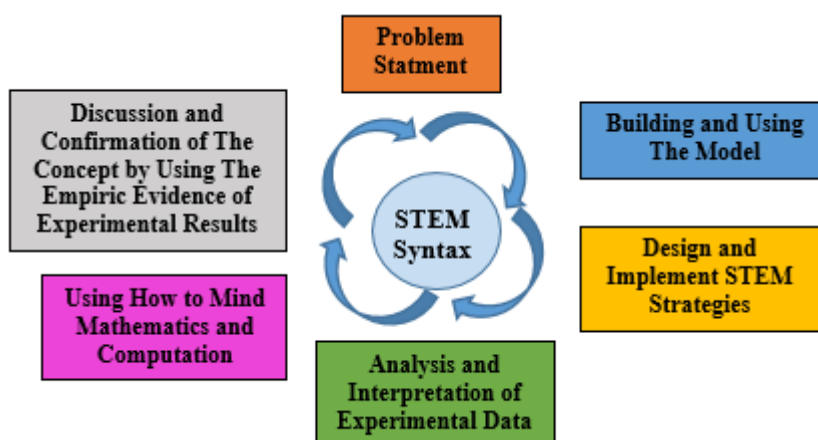 Problem
Statment
Building and Using
The Model
Design and
Implement STEM
Strategies
Analysis and
Interpretation of
Experimental Data
Using How to Mind
Mathematics and
Computation
Discussion and
Confirmation of The
Concept by Using The
Empiric Evidence of
Experimental Results
STEM
Syntax